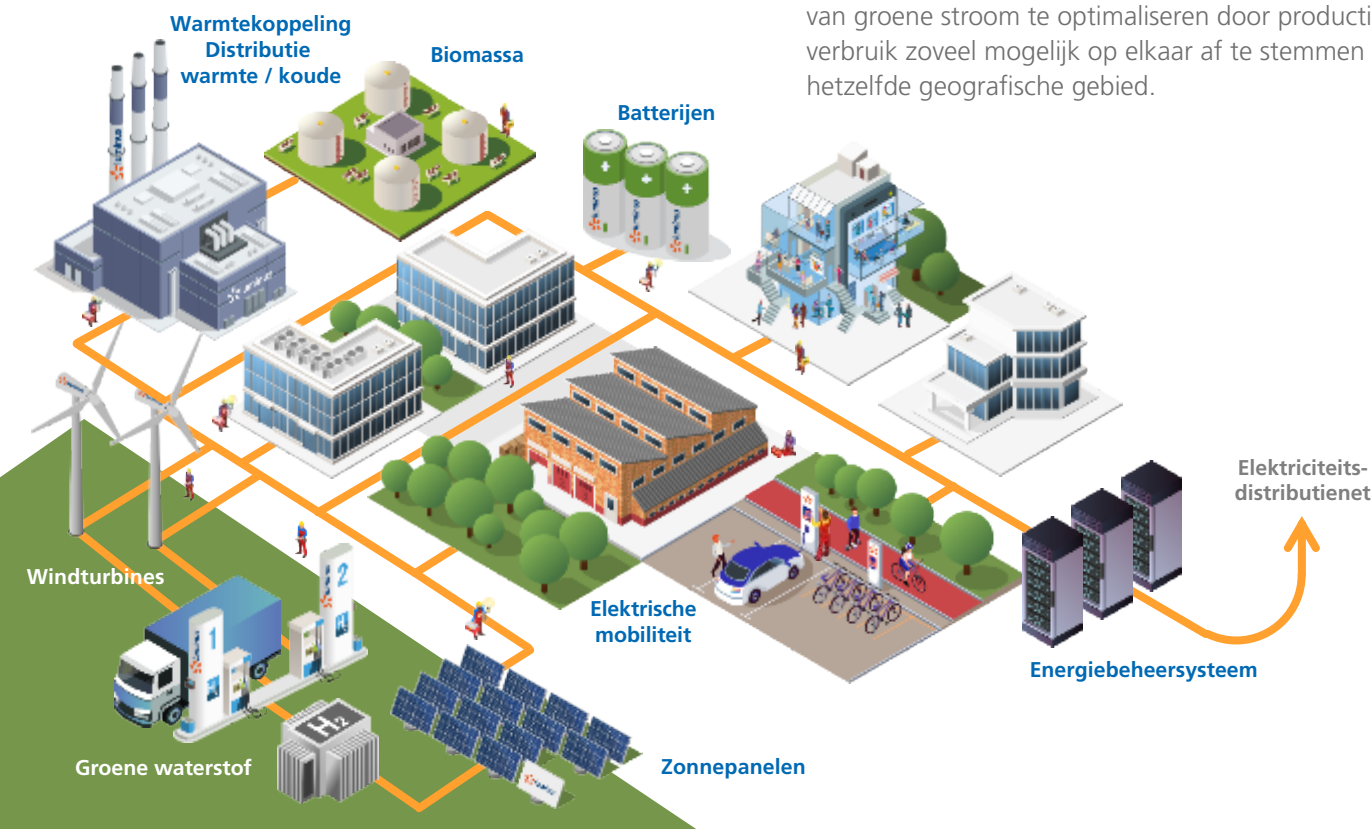 van groene stroom te optimaliseren door producti
verbruik zoveel mogelijk op elkaar af te stemmen
hetzelfde geografische gebied.
Warmtekoppeling
Distributie
warmte / koude
Biomassa
Batterijen
Elektriciteits-
distributienet
Windturbines
Elektrische
mobiliteit
Energiebeheersysteem
1
2
H2
Groene waterstof
Zonnepanelen